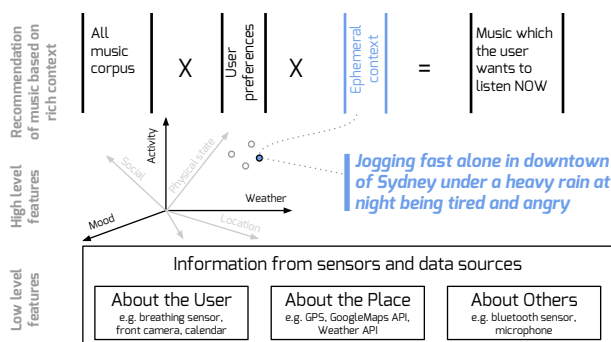 Recommendation
of music based on
rich context
All
music
corpus
X
User
preferences
X
Ephemeral
context
=
Music which
the user
wants to
listen NOW
High level
features
Activity
Social
Physical state
Weather
Mood
Location
Jogging fast alone in downtown
of Sydney under a heavy rain at
night being tired and angry
Low level
features
Information from sensors and data sources
About the User
e.g. breathing sensor,
front camera, calendar
About the Place
e.g. GPS, GoogleMaps API,
Weather API
About Others
e.g. bluetooth sensor,
microphone